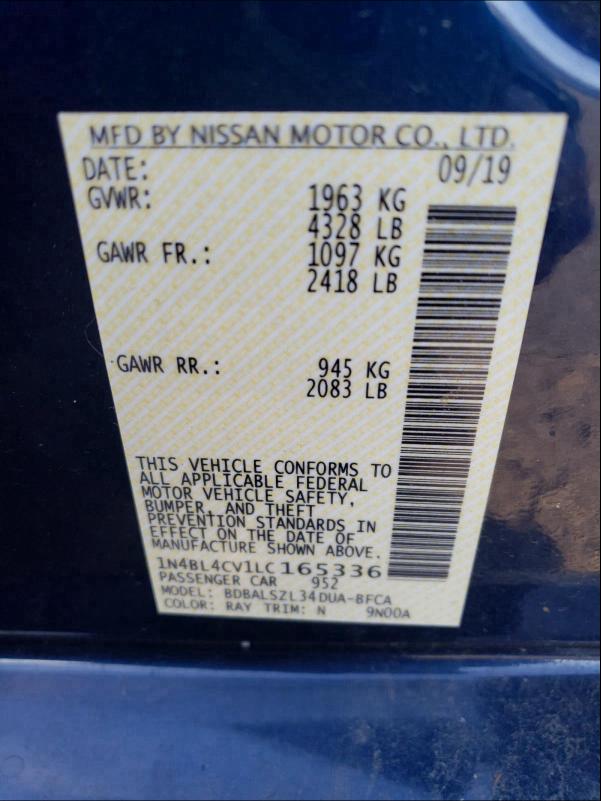 MFD BY NISSAN MOTOR CO., LTD.
DATE: 09/19
GVWR: 1963 KG
4328 LB
GAWR FR.: 1097 KG
2418 LB
GAWR RR.: 945 KG
2083 LB
THIS VEHICLE CONFORMS TO
ALL APPLICABLE FEDERAL
MOTOR VEHICLE SAFETY,
BUMPER, AND THEFT
PREVENTION STANDARDS IN
EFFECT ON THE DATE OF
MANUFACTURE SHOWN ABOVE.
1N4BL4CV1LC165336
PASSENGER CAR 952
MODEL: BDBALSZL34DUA-BFCA
COLOR: RAY TRIM: N 9N00A